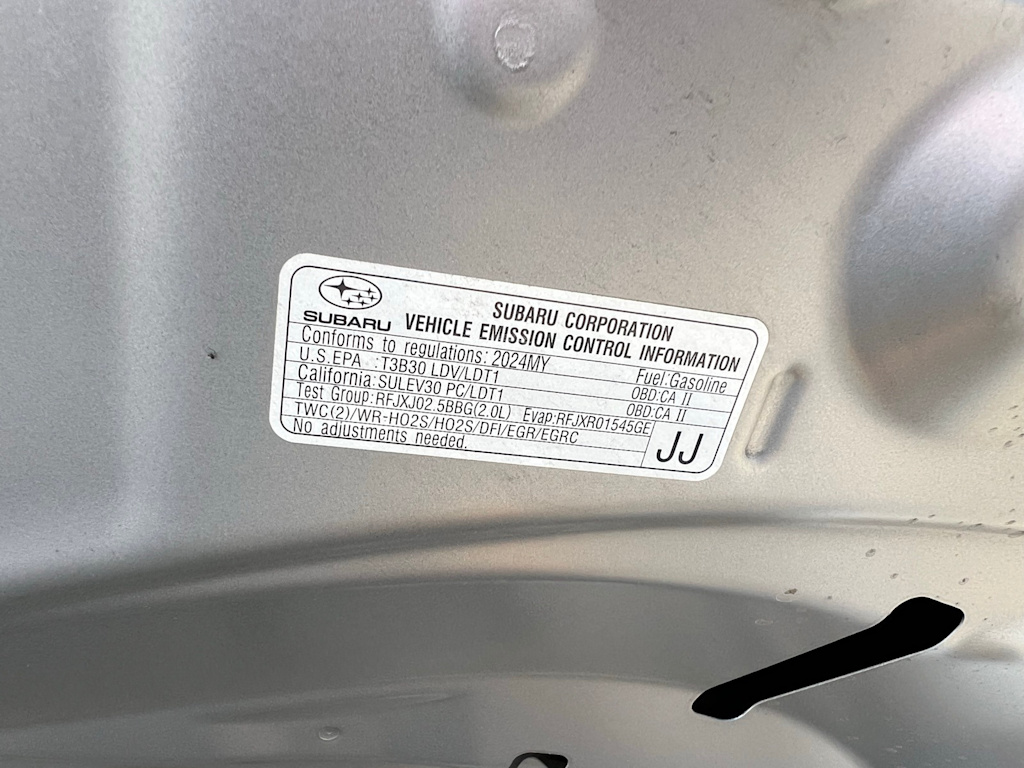 SUBARU
SUBARU CORPORATION
VEHICLE EMISSION CONTROL INFORMATION
Conforms to regulations: 2024MY Fuel:Gasoline
U.S.EPA :T3B30 LDV/LDT1 OBD:CA II
California:SULEV30 PC/LDT1 OBD:CA II
Test Group:RFJXJ02.5BBG(2.0L) Evap:RFJXR01545GE
TWC(2)/WR-HO2S/HO2S/DFI/EGR/EGRC
No adjustments needed.
JJ